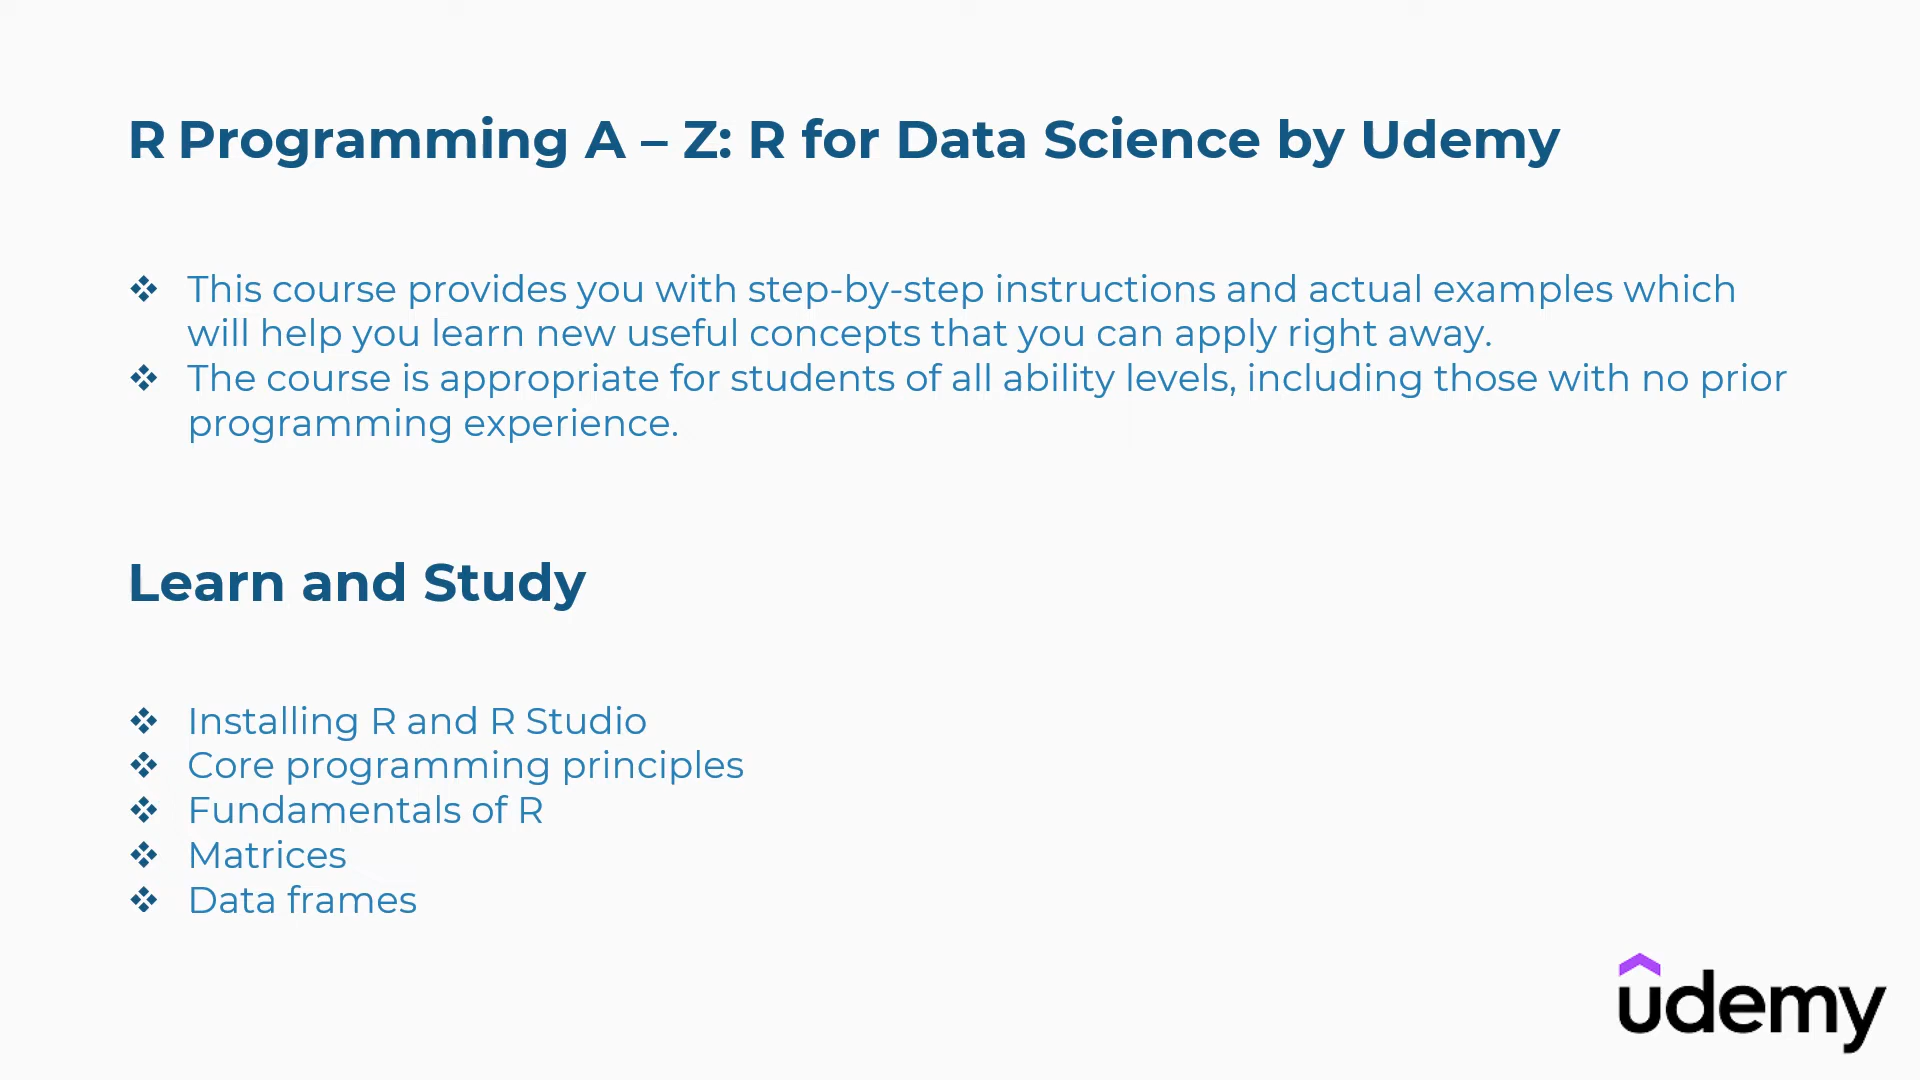 R Programming A – Z: R for Data Science by Udemy
❖ This course provides you with step-by-step instructions and actual examples which
will help you learn new useful concepts that you can apply right away.
❖ The course is appropriate for students of all ability levels, including those with no prior
programming experience.
Learn and Study
❖ Installing R and R Studio
❖ Core programming principles
❖ Fundamentals of R
❖ Matrices
❖ Data frames
udemy